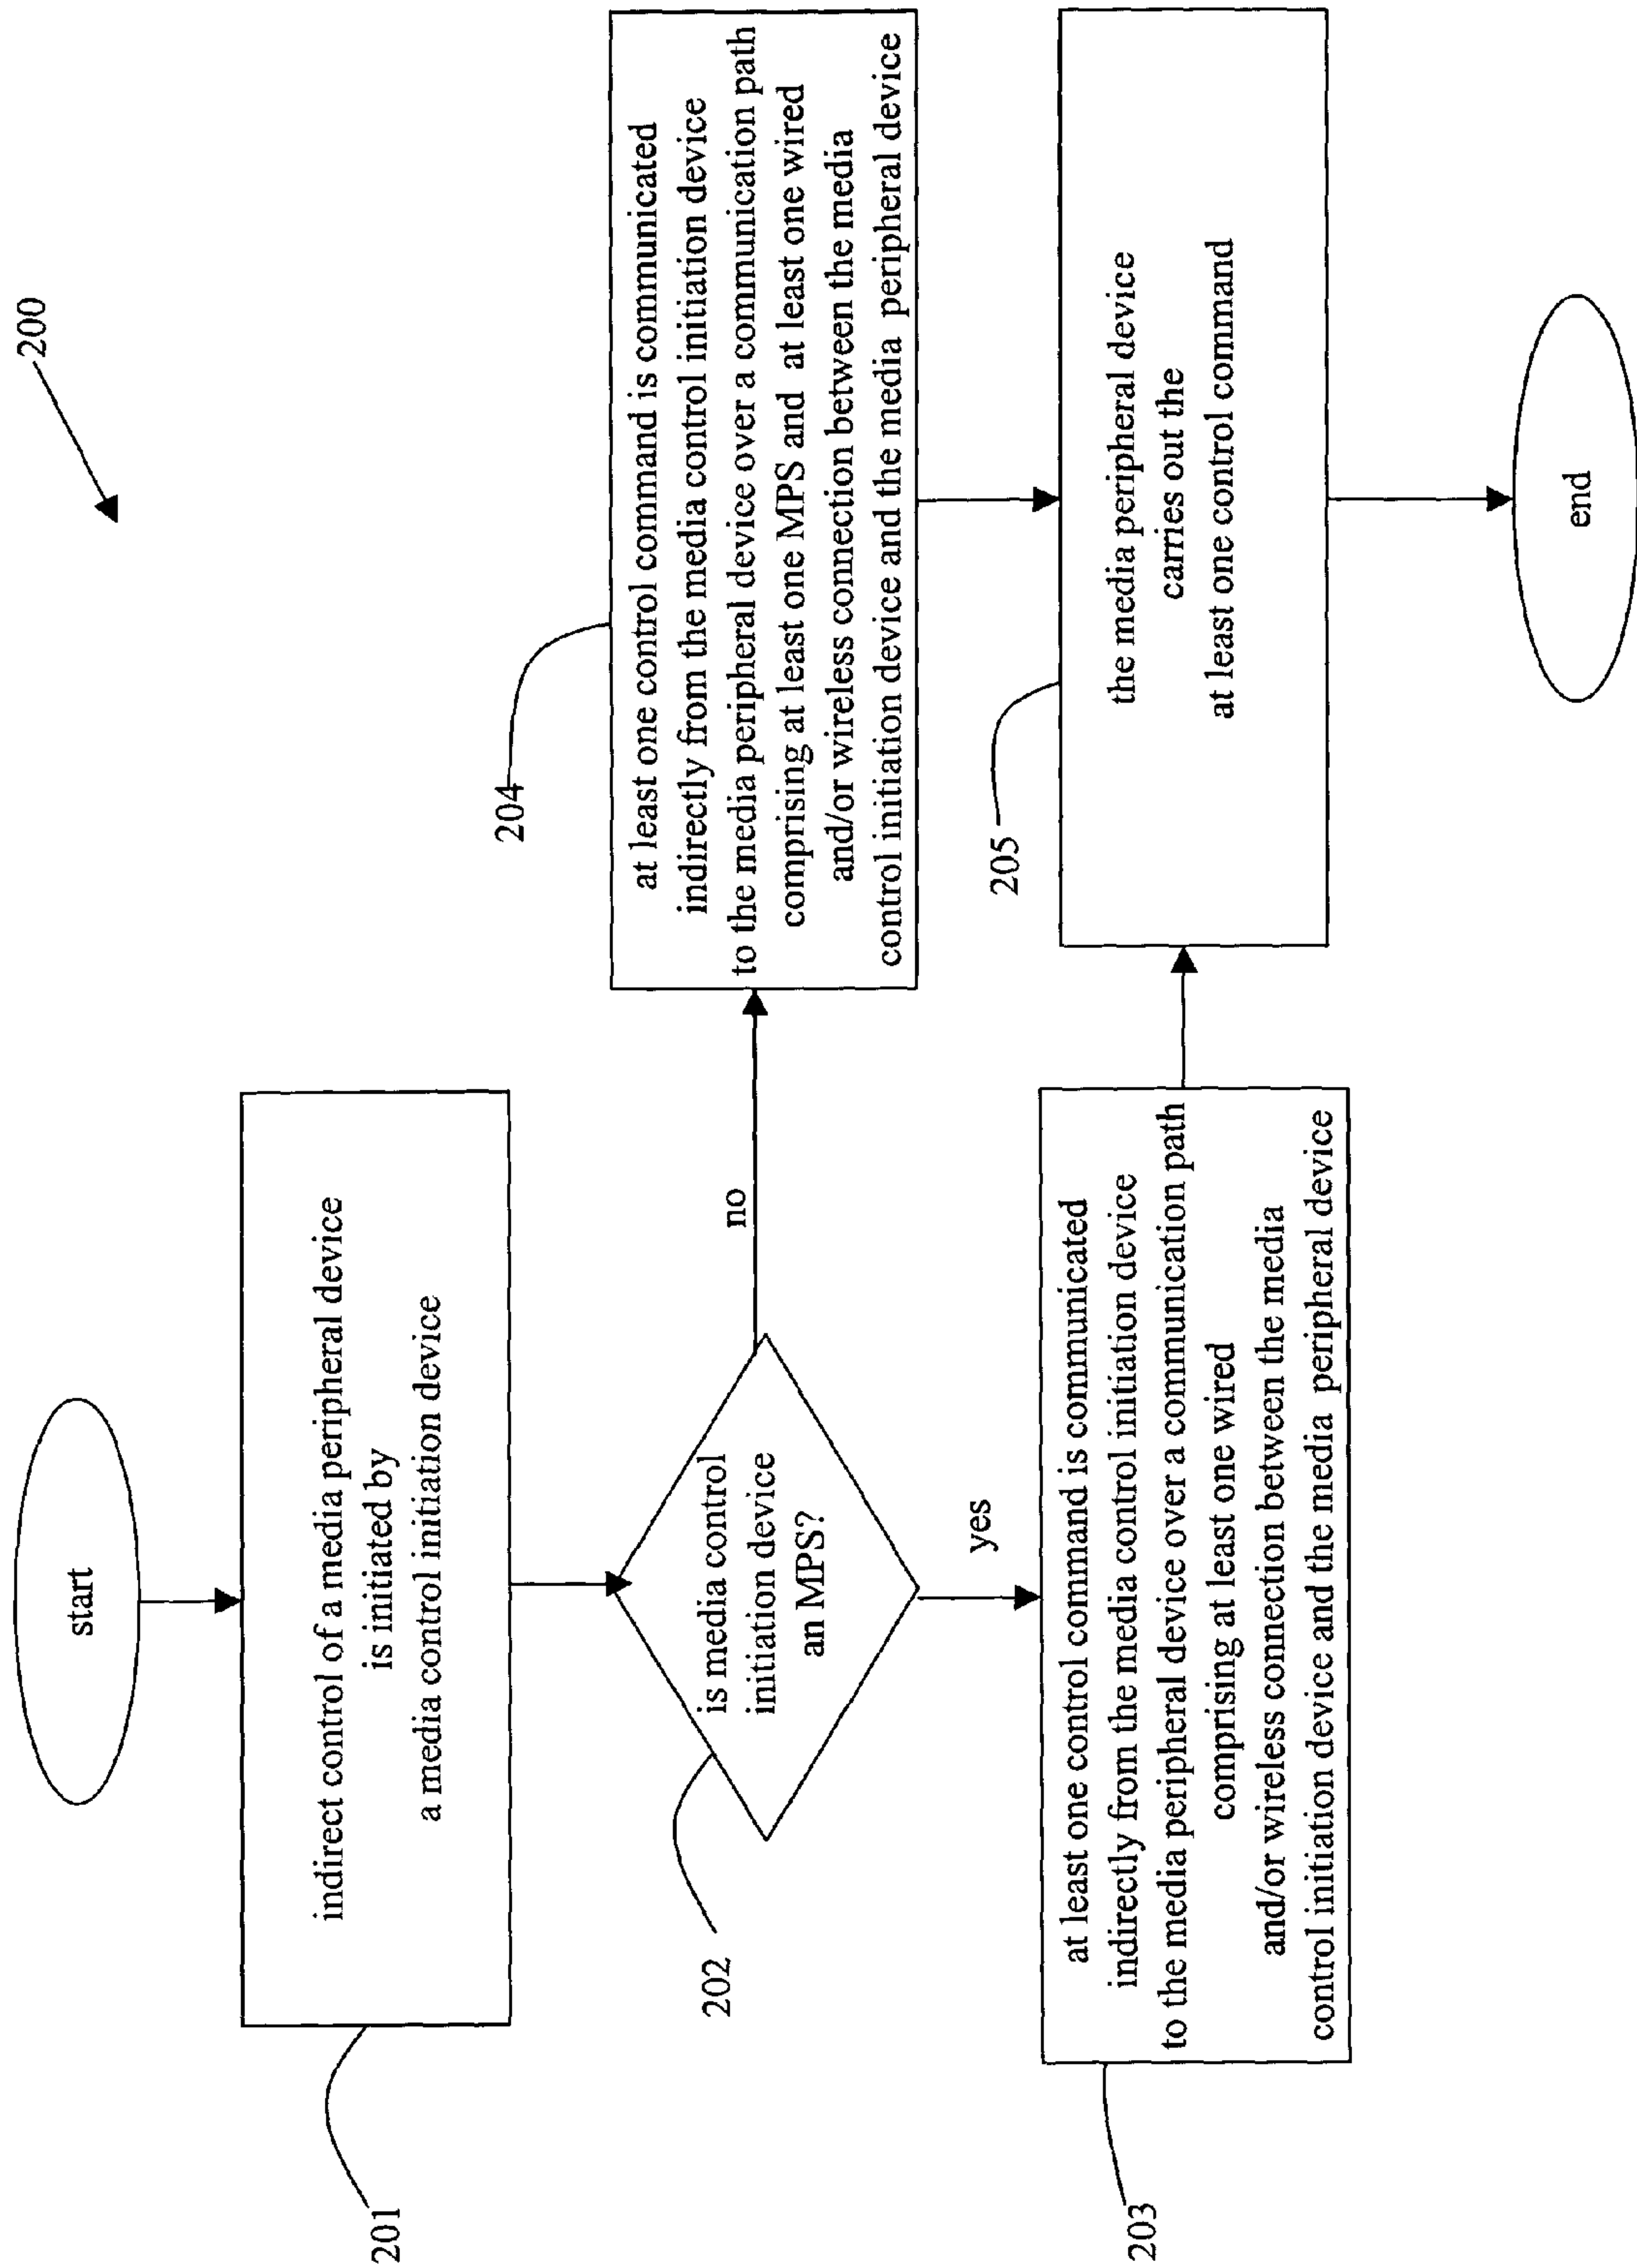 200
start
201
indirect control of a media peripheral device
is initiated by
a media control initiation device
202
is media control
initiation device
an MPS?
no
yes
203
at least one control command is communicated
indirectly from the media control initiation device
to the media peripheral device over a communication path
comprising at least one wired
and/or wireless connection between the media
control initiation device and the media peripheral device
204
at least one control command is communicated
indirectly from the media control initiation device
to the media peripheral device over a communication path
comprising at least one MPS and at least one wired
and/or wireless connection between the media
control initiation device and the media peripheral device
205
the media peripheral device
carries out the
at least one control command
end